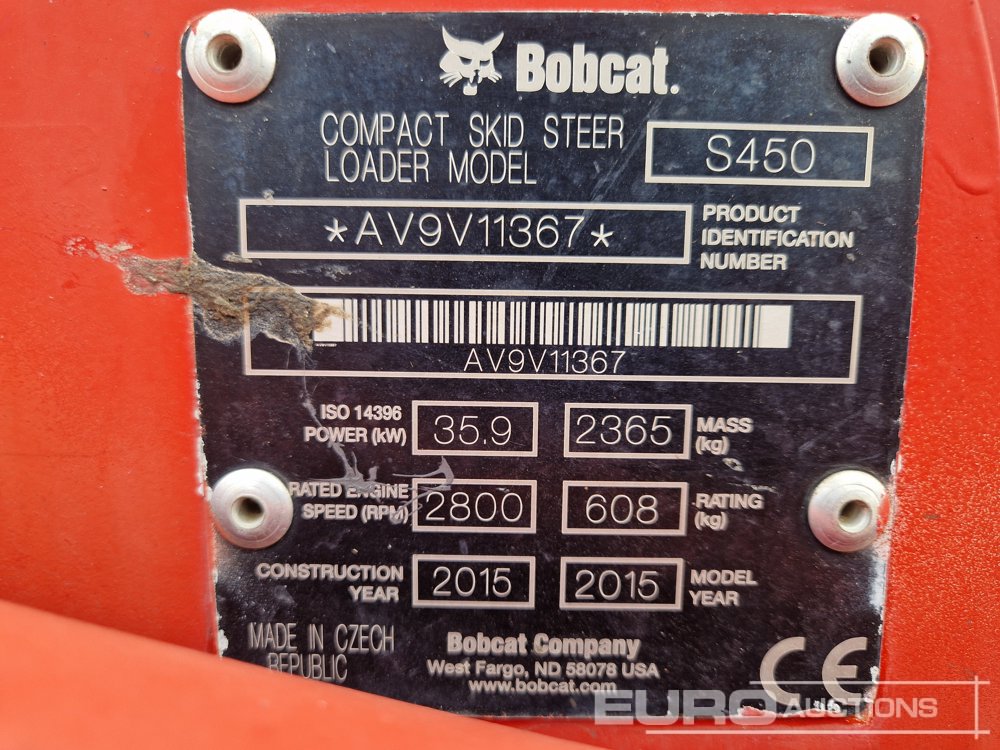 Bobcat.
COMPACT SKID STEER
LOADER MODEL
S450
*AV9V11367*
PRODUCT
IDENTIFICATION
NUMBER
AV9V11367
AV9V11367
ISO 14396
POWER (kW)
35.9
2365
MASS
(kg)
RATED ENGINE
SPEED (RPM)
2800
608
RATING
(kg)
CONSTRUCTION
YEAR
2015
2015
MODEL
YEAR
MADE IN CZECH
REPUBLIC
Bobcat Company
West Fargo, ND 58078 USA
www.bobcat.com
CE
EURO AUCTIONS